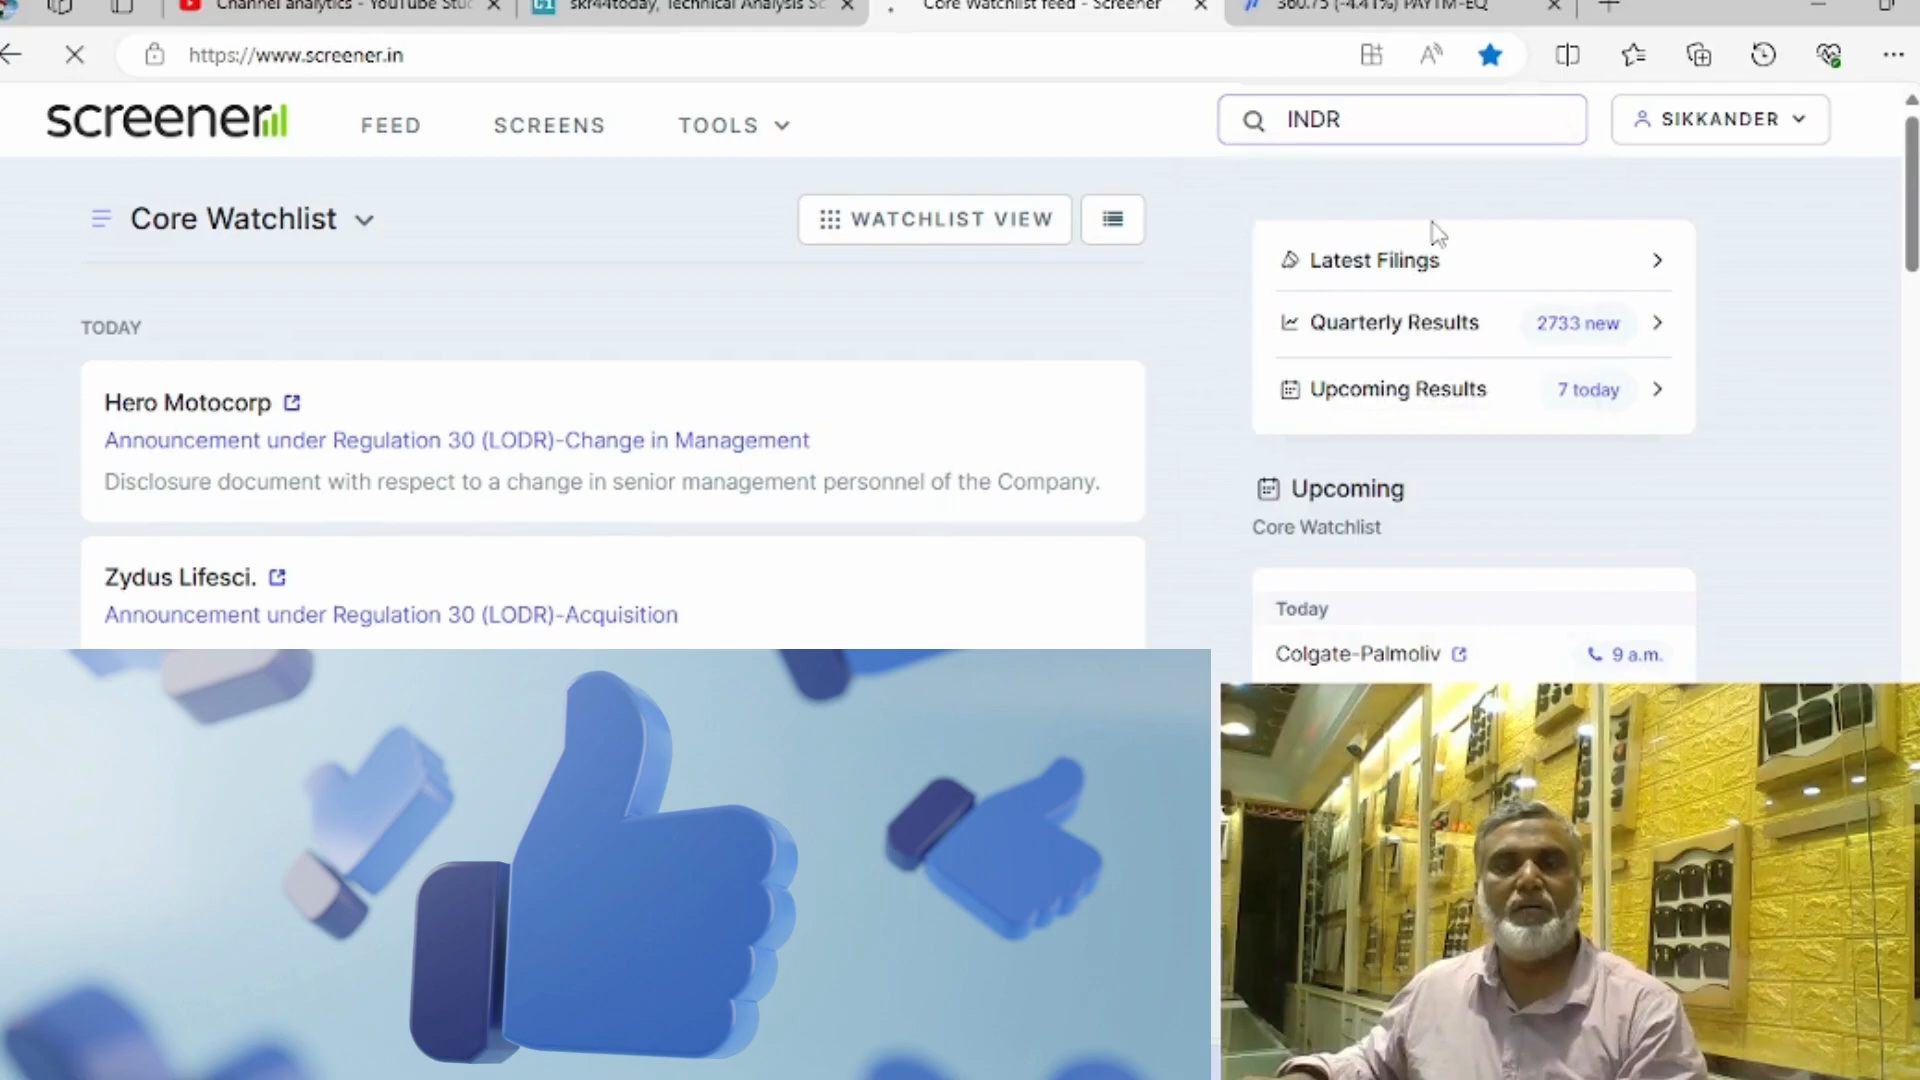 Channel analytics - YouTube Stud
skr44today, Technical Analysis Sc
Core Watchlist feed - Screener
360.75 (-4.41%) PAYTM-EQ
https://www.screener.in
screener
FEED
SCREENS
TOOLS
INDR
SIKKANDER
Core Watchlist
WATCHLIST VIEW
TODAY
Hero Motocorp
Announcement under Regulation 30 (LODR)-Change in Management
Disclosure document with respect to a change in senior management personnel of the Company.
Zydus Lifesci.
Announcement under Regulation 30 (LODR)-Acquisition
Latest Filings
Quarterly Results 2733 new
Upcoming Results 7 today
Upcoming
Core Watchlist
Today
Colgate-Palmoliv 9 a.m.